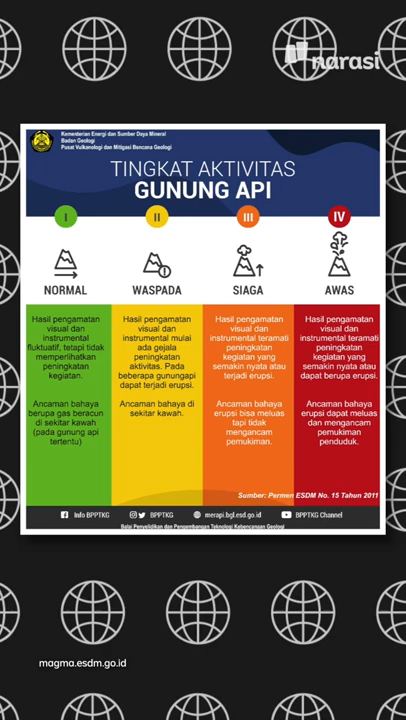 narasi
Kementerian Energi dan Sumber Daya Mineral
Badan Geologi
Pusat Vulkanologi dan Mitigasi Bencana Geologi
TINGKAT AKTIVITAS
GUNUNG API
I
II
III
IV
NORMAL
WASPADA
SIAGA
AWAS
Hasil pengamatan
visual dan
instrumental
fluktuatif, tetapi tidak
memperlihatkan
peningkatan
kegiatan.
Ancaman bahaya
berupa gas beracun
di sekitar kawah
(pada gunung api
tertentu)
Hasil pengamatan
visual dan
instrumental mulai
ada gejala
peningkatan
aktivitas. Pada
beberapa gunungapi
dapat terjadi erupsi.
Ancaman bahaya di
sekitar kawah.
Hasil pengamatan
visual dan
instrumental teramati
peningkatan
kegiatan yang
semakin nyata atau
terjadi erupsi.
Ancaman bahaya
erupsi bisa meluas
tapi tidak
mengancam
pemukiman.
Hasil pengamatan
visual dan
instrumental teramati
peningkatan
kegiatan yang
semakin nyata atau
dapat berupa erupsi.
Ancaman bahaya
erupsi dapat meluas
dan mengancam
pemukiman
penduduk.
Sumber: Permen ESDM No. 15 Tahun 2011
Info BPPTKG
BPPTKG
merapi.bgl.esd.go.id
BPPTKG Channel
Balai Penyelidikan dan Pengembangan Teknologi Kebencanaan Geologi
magma.esdm.go.id